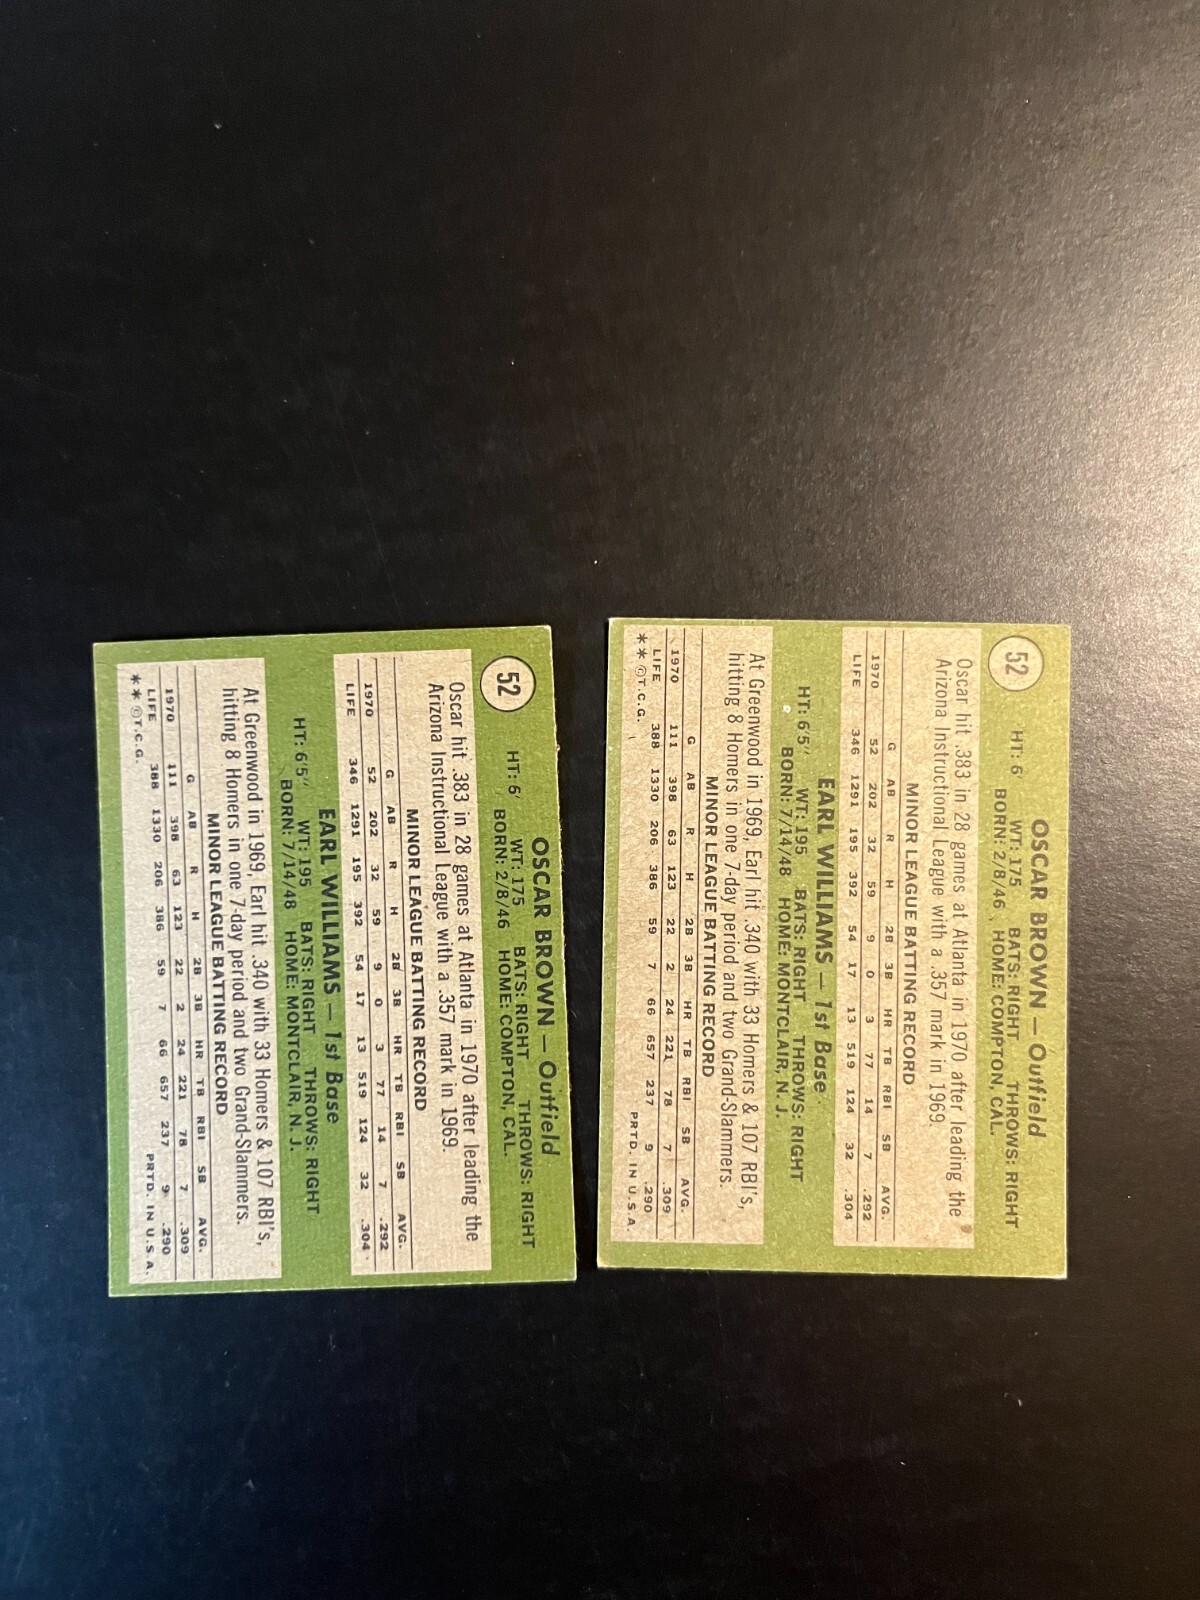 52
OSCAR BROWN — Outfield
HT: 6' WT: 175 BATS: RIGHT THROWS: RIGHT
BORN: 2/8/46 HOME: COMPTON, CAL.
Oscar hit .383 in 28 games at Atlanta in 1970 after leading the
Arizona Instructional League with a .357 mark in 1969.
MINOR LEAGUE BATTING RECORD
G AB R H 2B 3B HR TB RBI SB AVG.
1970 52 202 32 59 9 0 3 77 14 7 .292
LIFE 346 1291 195 392 54 17 13 519 124 32 .304
EARL WILLIAMS — 1st Base
HT: 6'5" WT: 195 BATS: RIGHT THROWS: RIGHT
BORN: 7/14/48 HOME: MONTCLAIR, N. J.
At Greenwood in 1969, Earl hit .340 with 33 Homers & 107 RBI's,
hitting 8 Homers in one 7-day period and two Grand-Slammers.
MINOR LEAGUE BATTING RECORD
G AB R H 2B 3B HR TB RBI SB AVG.
1970 111 398 63 123 22 2 24 221 78 7 .309
LIFE 388 1330 206 386 59 7 66 657 237 9 .290
** ©T.C.G. PRTD. IN U.S.A.
52
OSCAR BROWN — Outfield
HT: 6' WT: 175 BATS: RIGHT THROWS: RIGHT
BORN: 2/8/46 HOME: COMPTON, CAL.
Oscar hit .383 in 28 games at Atlanta in 1970 after leading the
Arizona Instructional League with a .357 mark in 1969.
MINOR LEAGUE BATTING RECORD
G AB R H 2B 3B HR TB RBI SB AVG.
1970 52 202 32 59 9 0 3 77 14 7 .292
LIFE 346 1291 195 392 54 17 13 519 124 32 .304
EARL WILLIAMS — 1st Base
HT: 6'5" WT: 195 BATS: RIGHT THROWS: RIGHT
BORN: 7/14/48 HOME: MONTCLAIR, N. J.
At Greenwood in 1969, Earl hit .340 with 33 Homers & 107 RBI's,
hitting 8 Homers in one 7-day period and two Grand-Slammers.
MINOR LEAGUE BATTING RECORD
G AB R H 2B 3B HR TB RBI SB AVG.
1970 111 398 63 123 22 2 24 221 78 7 .309
LIFE 388 1330 206 386 59 7 66 657 237 9 .290
** ©T.C.G. PRTD. IN U.S.A.